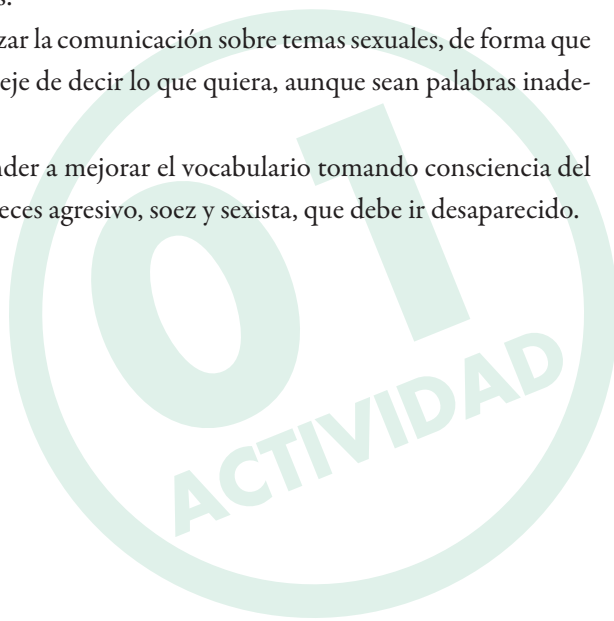 s.
zar la comunicación sobre temas sexuales, de forma que
eje de decir lo que quiera, aunque sean palabras inade-
nder a mejorar el vocabulario tomando consciencia del
eces agresivo, soez y sexista, que debe ir desaparecido.
01
ACTIVIDAD